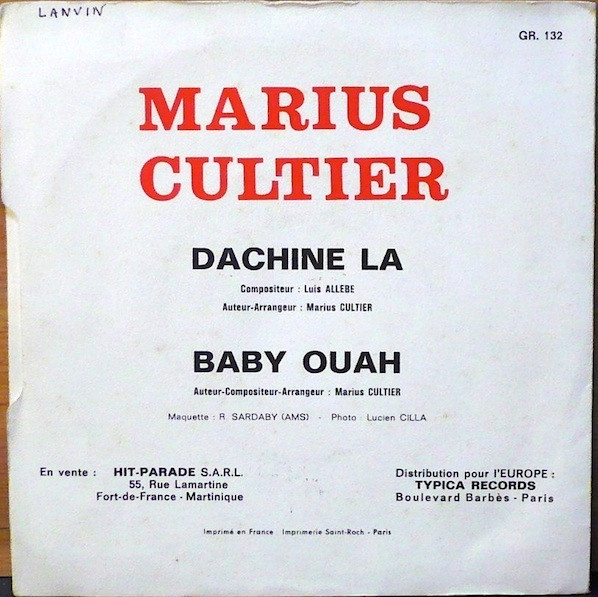 LANVIN
GR. 132
MARIUS
CULTIER
DACHINE LA
Compositeur : Luis ALLEBE
Auteur-Arrangeur : Marius CULTIER
BABY OUAH
Auteur-Compositeur-Arrangeur : Marius CULTIER
Maquette : R. SARDABY (AMS) - Photo : Lucien CILLA
En vente : HIT-PARADE S.A.R.L.
55, Rue Lamartine
Fort-de-France - Martinique
Distribution pour l'EUROPE :
TYPICA RECORDS
Boulevard Barbès - Paris
Imprimé en France Imprimerie Saint-Roch - Paris